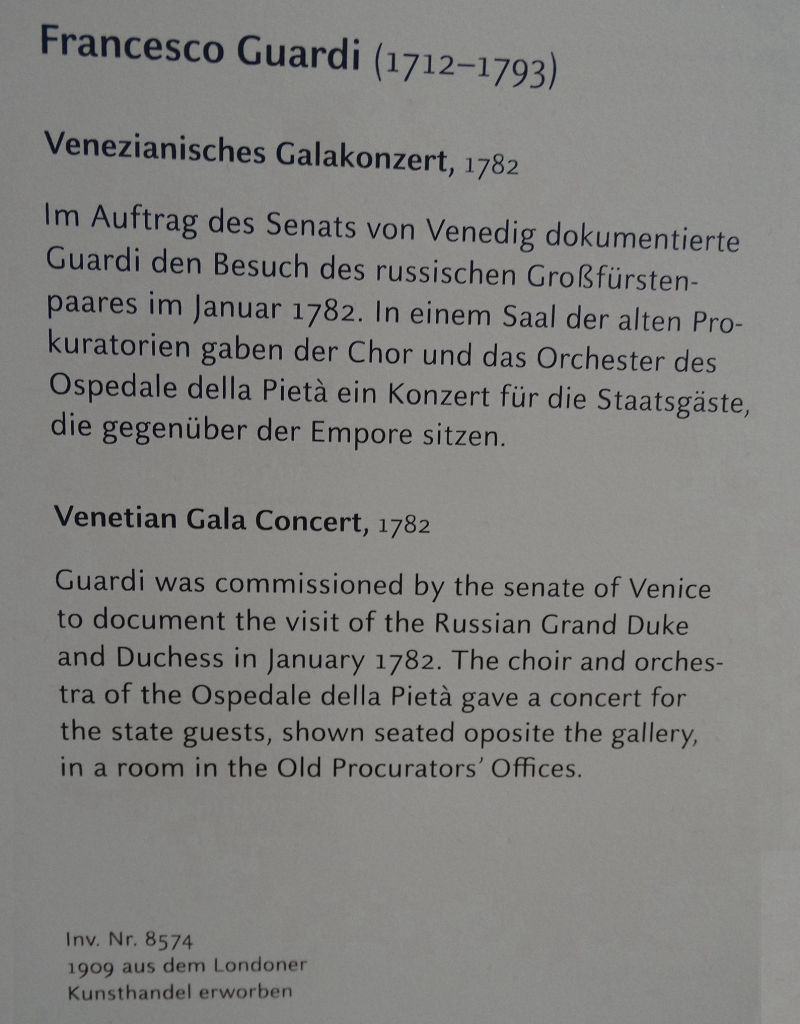 Francesco Guardi (1712–1793)
Venezianisches Galakonzert, 1782
Im Auftrag des Senats von Venedig dokumentierte
Guardi den Besuch des russischen Großfürsten-
paares im Januar 1782. In einem Saal der alten Pro-
kuratorien gaben der Chor und das Orchester des
Ospedale della Pietà ein Konzert für die Staatsgäste,
die gegenüber der Empore sitzen.
Venetian Gala Concert, 1782
Guardi was commissioned by the senate of Venice
to document the visit of the Russian Grand Duke
and Duchess in January 1782. The choir and orches-
tra of the Ospedale della Pietà gave a concert for
the state guests, shown seated oposite the gallery,
in a room in the Old Procurators’ Offices.
Inv. Nr. 8574
1909 aus dem Londoner
Kunsthandel erworben